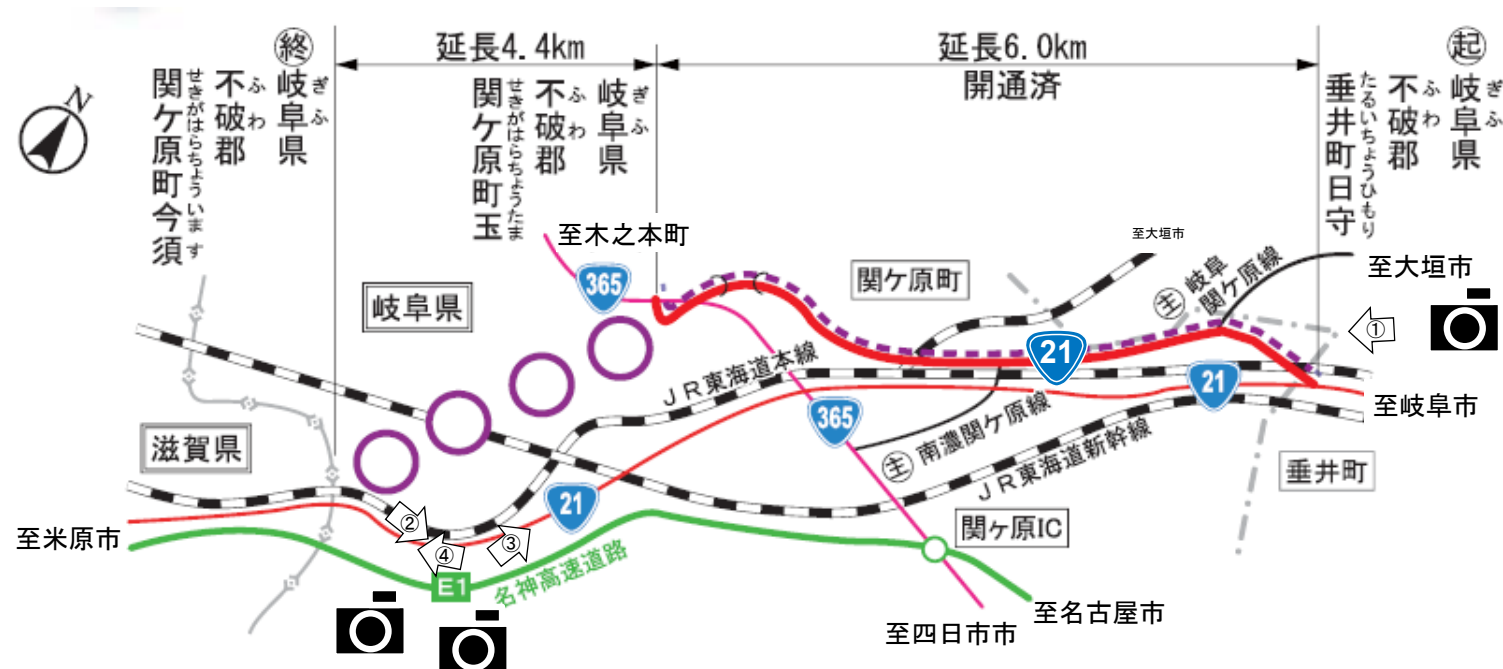 延長4.4km
延長6.0km
開通済
終
岐阜県
ぎふ
不破郡
ふわ
関ケ原町今須
せきがはらちょういます
岐阜県
ぎふ
不破郡
ふわ
関ケ原町玉
せきがはらちょうたま
起
岐阜県
ぎふ
不破郡
ふわ
垂井町日守
たるいちょうひもり
N
至木之本町
至大垣市
365
岐阜県
関ケ原町
主 岐阜
関ケ原線
至大垣市
①
21
JR東海道本線
21
至岐阜市
365
主 南濃関ケ原線
JR東海道新幹線
垂井町
滋賀県
21
②
④
③
関ヶ原IC
至米原市
E1
名神高速道路
至四日市市
至名古屋市